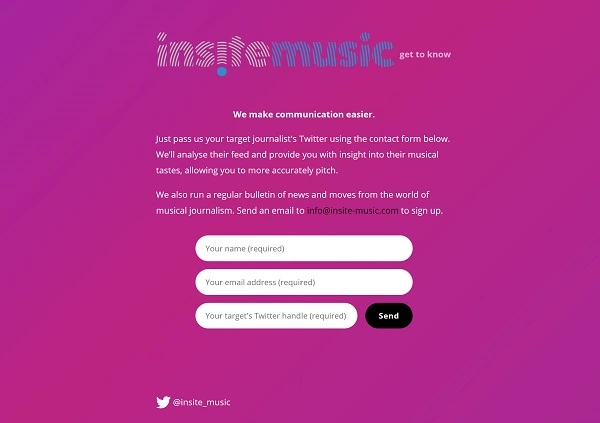 insitemusic get to know
We make communication easier.
Just pass us your target journalist's Twitter using the contact form below.
We'll analyse their feed and provide you with insight into their musical
tastes, allowing you to more accurately pitch.
We also run a regular bulletin of news and moves from the world of
musical journalism. Send an email to info@insite-music.com to sign up.
Your name (required)
Your email address (required)
Your target's Twitter handle (required) Send
@insite_music